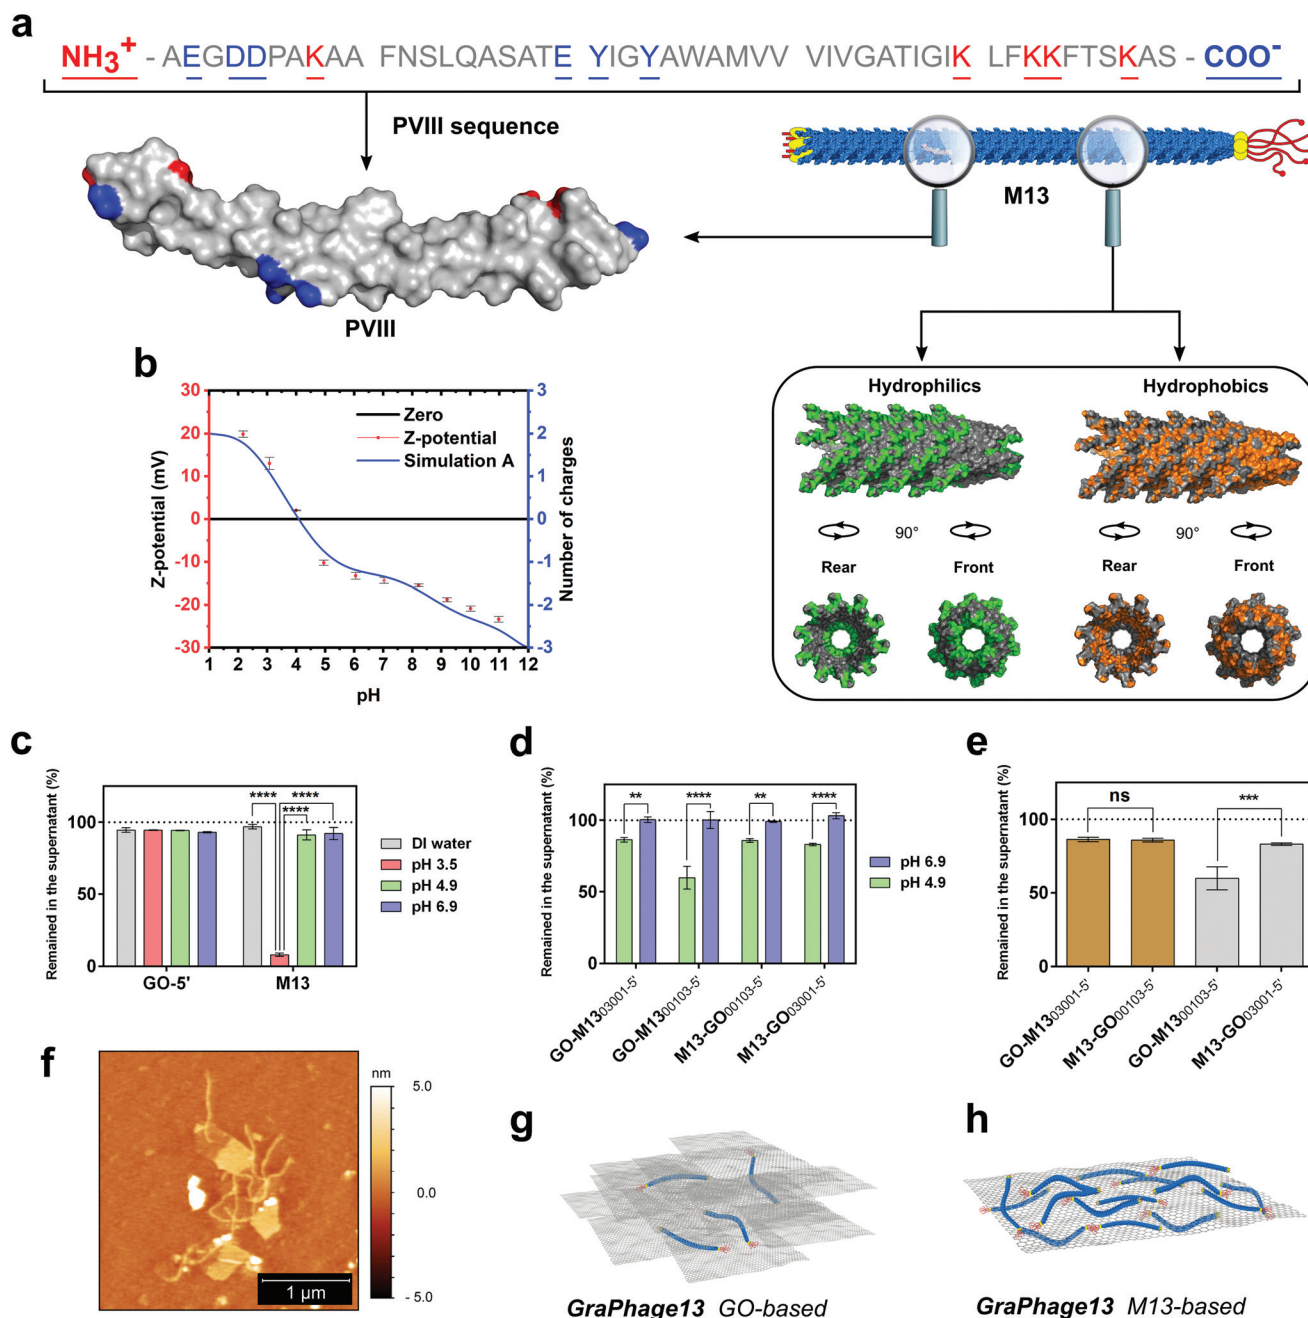 a
NH3+ - AEGDDPAKAA FNSLQASATE YIGYAWAMVV VIVGATIGIK LFKKFTSKAS - COO-
PVIII sequence
M13
PVIII
Hydrophilics
Hydrophobics
90°
90°
Rear
Front
Rear
Front
b
Z-potential (mV)
30
20
10
0
-10
-20
-30
Zero
Z-potential
Simulation A
3
2
1
0
-1
-2
-3
Number of charges
1 2 3 4 5 6 7 8 9 10 11 12
pH
c
Remained in the supernatant (%)
100
50
0
****
****
****
GO-5'
M13
DI water
pH 3.5
pH 4.9
pH 6.9
d
Remained in the supernatant (%)
100
50
0
**
****
**
****
pH 6.9
pH 4.9
GO-M1303001-5'
GO-M1300103-5'
M13-GO00103-5'
M13-GO03001-5'
e
Remained in the supernatant (%)
100
50
0
ns
***
GO-M1303001-5'
M13-GO00103-5'
GO-M1300103-5'
M13-GO03001-5'
f
nm
5.0
0.0
- 5.0
1 µm
g
GraPhage13 GO-based
h
GraPhage13 M13-based